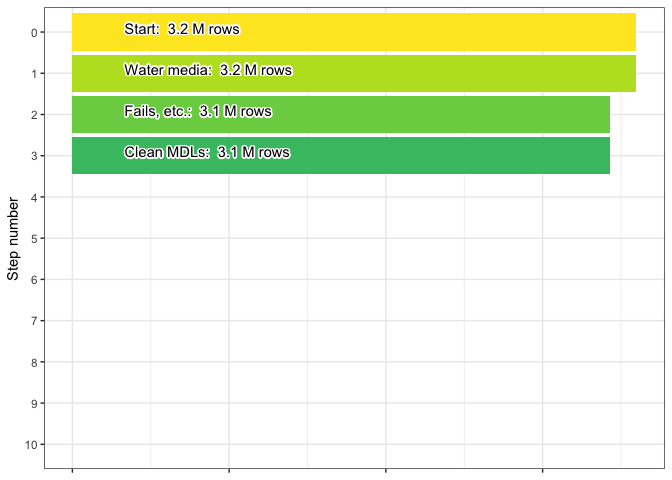 Start:  3.2 M rows
Water media:  3.2 M rows
Fails, etc.:  3.1 M rows
Clean MDLs:  3.1 M rows
Step number
0
1
2
3
4
5
6
7
8
9
10